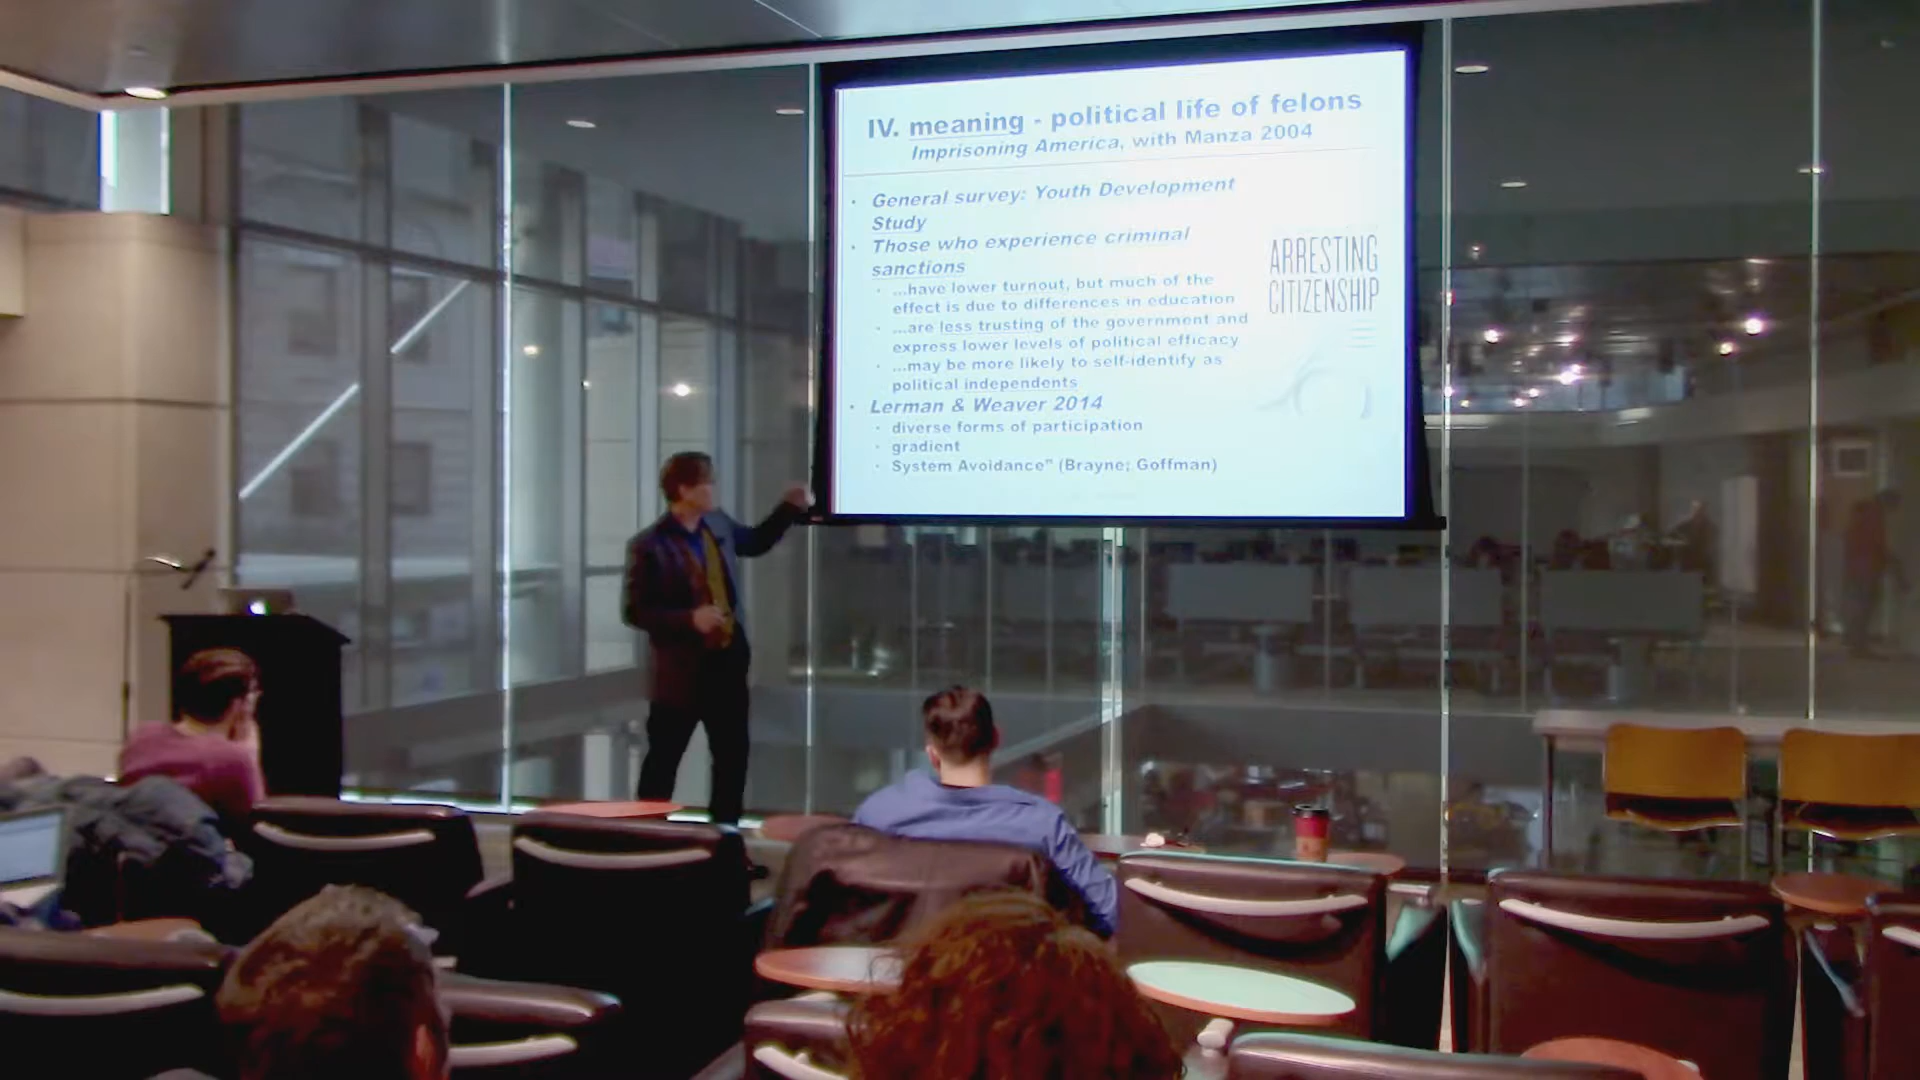 IV. meaning - political life of felons
Imprisoning America, with Manza 2004
• General survey: Youth Development
Study
• Those who experience criminal
sanctions
• ...have lower turnout, but much of the
effect is due to differences in education
• ...are less trusting of the government and
express lower levels of political efficacy
• ...may be more likely to self-identify as
political independents
• Lerman & Weaver 2014
• diverse forms of participation
• gradient
• System Avoidance" (Brayne; Goffman)
ARRESTING
CITIZENSHIP